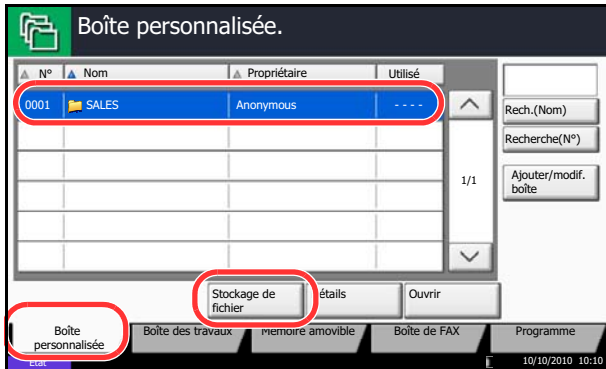 Boîte personnalisée.
N° Nom Propriétaire Utilisé
0001 SALES Anonymous - - - -
Rech.(Nom)
Recherche(N°)
1/1
Ajouter/modif.
boîte
Stockage de
fichier
étails
Ouvrir
Boîte
personnalisée
Boîte des travaux
Mémoire amovible
Boîte de FAX
Programme
État
10/10/2010 10:10